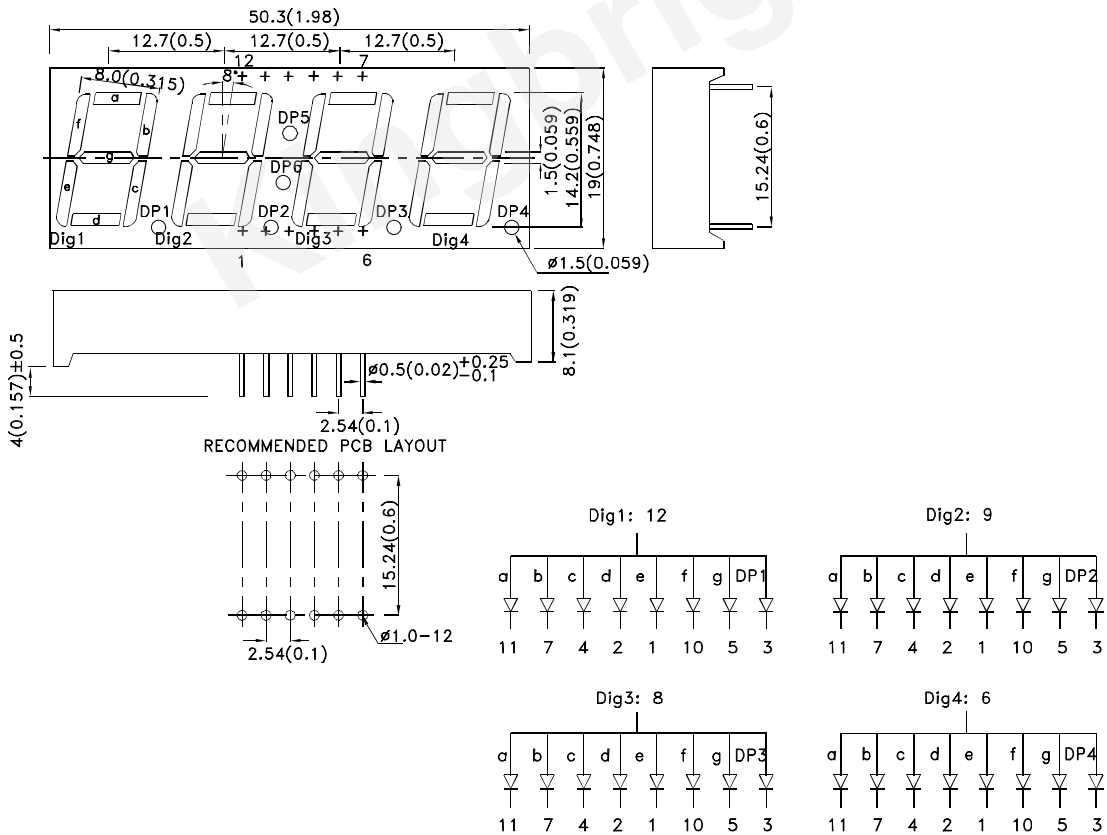 50.3(1.98)
12.7(0.5) 12.7(0.5) 12.7(0.5)
12 7
8.0(0.315) 8°
a
f b
g
e c
d
DP5
DP6
DP1 DP2 DP3 DP4
Dig1 Dig2 Dig3 Dig4
1 6
1.5(0.059)
14.2(0.559)
19(0.748)
15.24(0.6)
ø1.5(0.059)
8.1(0.319)
4(0.157)±0.5
ø0.5(0.02)+0.25
-0.1
2.54(0.1)
RECOMMENDED PCB LAYOUT
15.24(0.6)
ø1.0-12
2.54(0.1)
Dig1: 12
a b c d e f g DP1
11 7 4 2 1 10 5 3
Dig2: 9
a b c d e f g DP2
11 7 4 2 1 10 5 3
Dig3: 8
a b c d e f g DP3
11 7 4 2 1 10 5 3
Dig4: 6
a b c d e f g DP4
11 7 4 2 1 10 5 3
Kingbrig